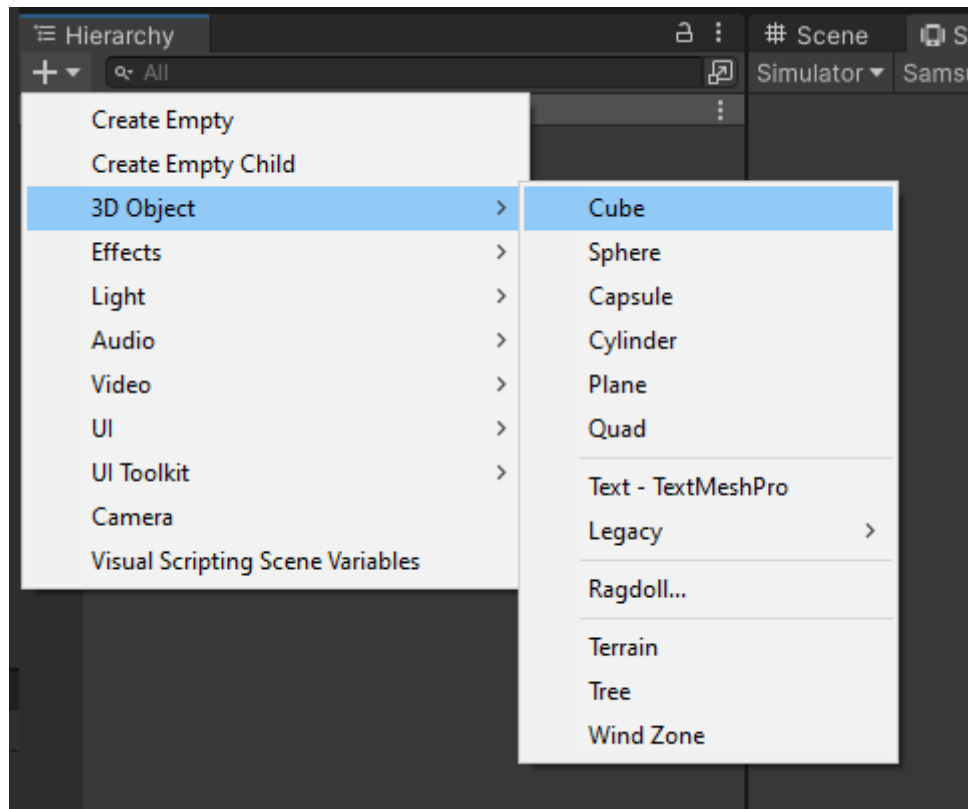 Hierarchy
# Scene
S
All
Simulator
Sams
Create Empty
Create Empty Child
3D Object
Effects
Light
Audio
Video
UI
UI Toolkit
Camera
Visual Scripting Scene Variables
Cube
Sphere
Capsule
Cylinder
Plane
Quad
Text - TextMeshPro
Legacy
Ragdoll...
Terrain
Tree
Wind Zone